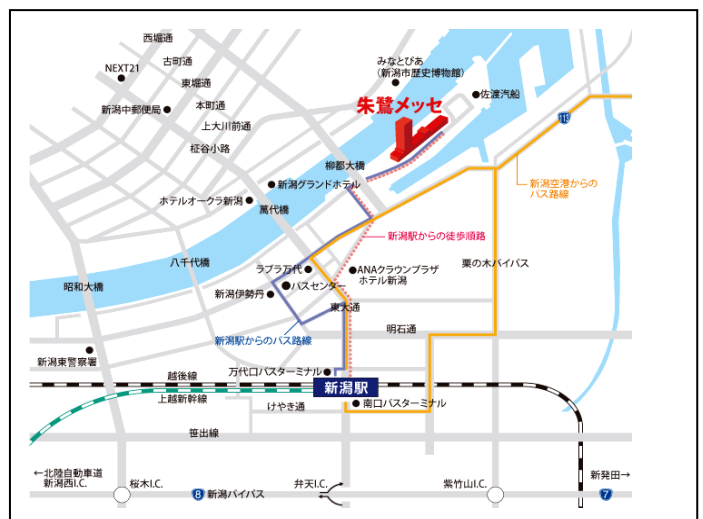 西堀通
古町通
NEXT21
東堀通
みなとぴあ
(新潟市歴史博物館)
佐渡汽船
新潟中郵便局
本町通
朱鷺メッセ
上大川前通
113
柾谷小路
柳都大橋
新潟グランドホテル
新潟空港からの
バス路線
ホテルオークラ新潟
萬代橋
新潟駅からの徒歩順路
八千代橋
ラブラ万代
ANAクラウンプラザ
ホテル新潟
栗の木バイパス
昭和大橋
バスセンター
新潟伊勢丹
東大通
明石通
新潟駅からのバス路線
新潟東警察署
万代口バスターミナル
越後線
新潟駅
上越新幹線
けやき通
南口バスターミナル
笹出線
←北陸自動車道
新潟西I.C.
桜木I.C.
弁天I.C.
紫竹山I.C.
新発田→
8
新潟バイパス
7